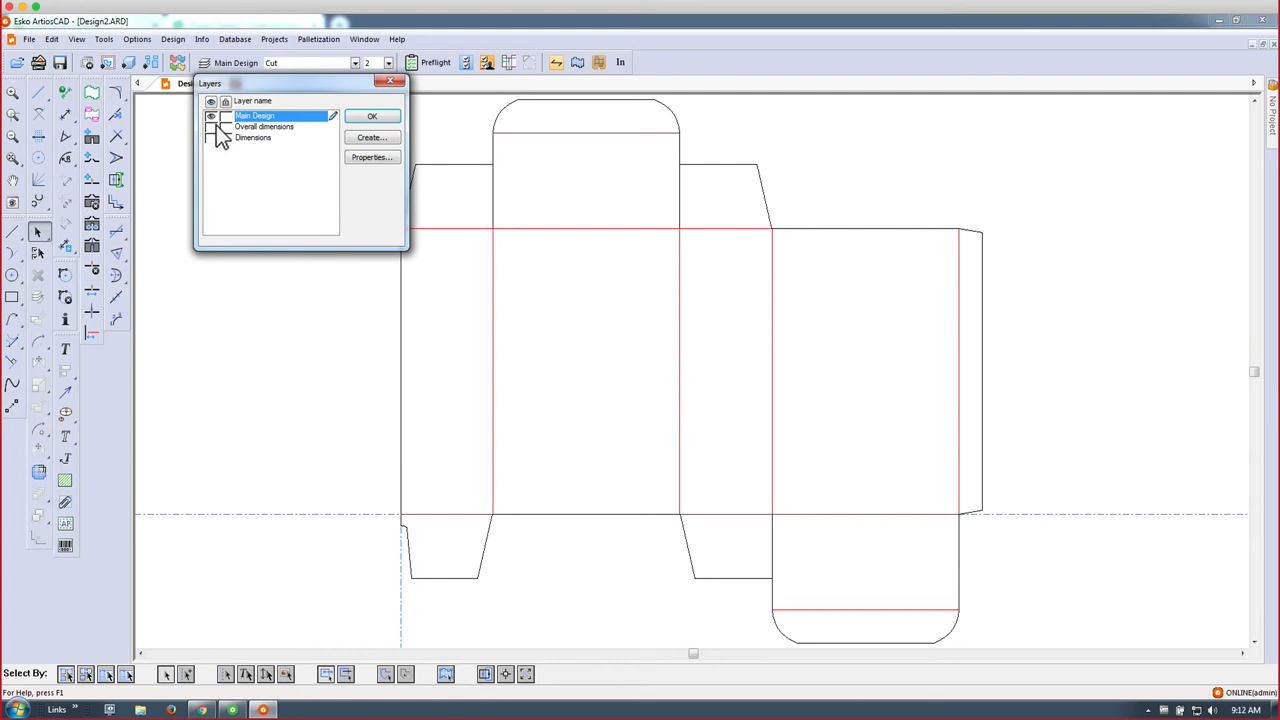 Esko ArtiosCAD - [Design2.ARD]
File Edit View Tools Options Design Info Database Projects Palletization Window Help
Main Design Cut 2 Preflight In
Layers
Layer name
Main Design
Overall dimensions
Dimensions
OK
Create...
Properties...
No Project
Select By:
For Help, press F1
ONLINE(admin)
Links
9:12 AM